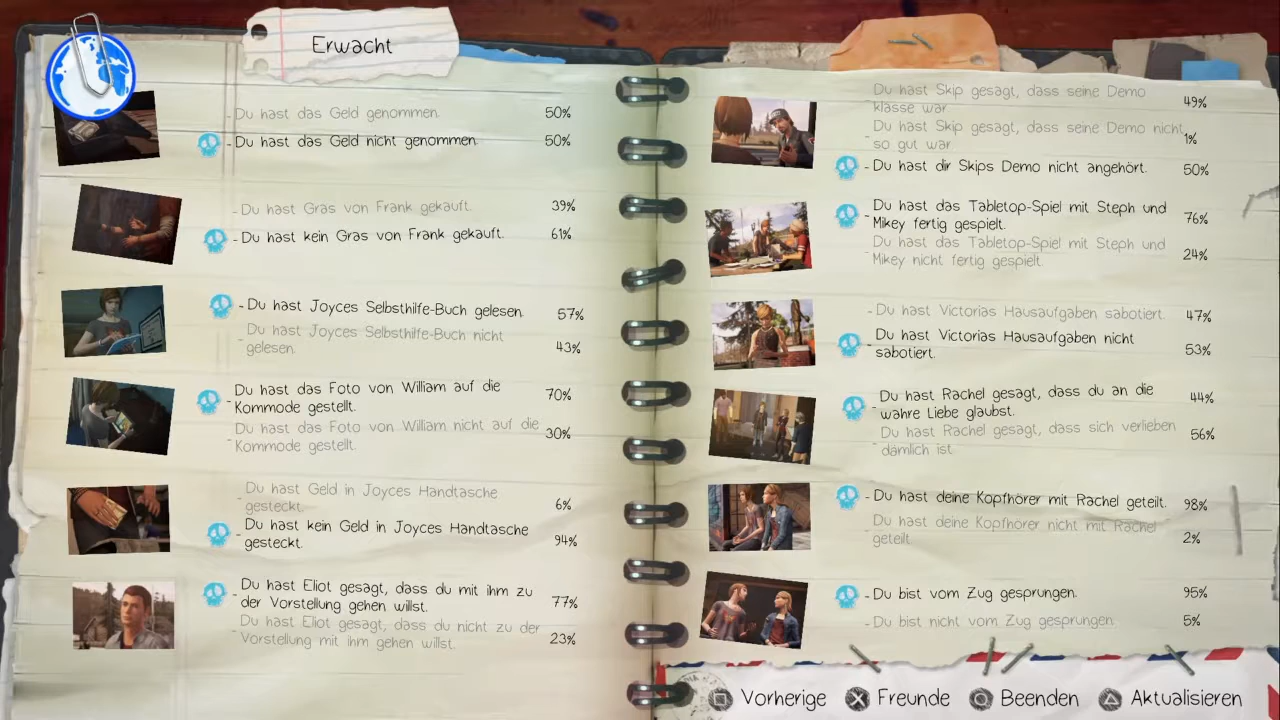 Erwacht
- Du hast das Geld genommen. 50%
- Du hast das Geld nicht genommen. 50%
- Du hast Gras von Frank gekauft. 39%
- Du hast kein Gras von Frank gekauft. 61%
- Du hast Joyces Selbsthilfe-Buch gelesen. 57%
- Du hast Joyces Selbsthilfe-Buch nicht
gelesen. 43%
- Du hast das Foto von William auf die
Kommode gestellt. 70%
- Du hast das Foto von William nicht auf die
Kommode gestellt. 30%
- Du hast Geld in Joyces Handtasche
gesteckt. 6%
- Du hast kein Geld in Joyces Handtasche
gesteckt. 94%
- Du hast Eliot gesagt, dass du mit ihm zu
der Vorstellung gehen willst. 77%
- Du hast Eliot gesagt, dass du nicht zu der
Vorstellung mit ihm gehen willst. 23%
- Du hast Skip gesagt, dass seine Demo
klasse war. 49%
- Du hast Skip gesagt, dass seine Demo nicht
so gut war. 1%
- Du hast dir Skips Demo nicht angehört. 50%
- Du hast das Tabletop-Spiel mit Steph und
Mikey fertig gespielt. 76%
- Du hast das Tabletop-Spiel mit Steph und
Mikey nicht fertig gespielt. 24%
- Du hast Victorias Hausaufgaben sabotiert. 47%
- Du hast Victorias Hausaufgaben nicht
sabotiert. 53%
- Du hast Rachel gesagt, dass du an die
wahre Liebe glaubst. 44%
- Du hast Rachel gesagt, dass sich verlieben
dämlich ist. 56%
- Du hast deine Kopfhörer mit Rachel geteilt. 98%
- Du hast deine Kopfhörer nicht mit Rachel
geteilt. 2%
- Du bist vom Zug gesprungen. 95%
- Du bist nicht vom Zug gesprungen. 5%
Vorherige Freunde Beenden Aktualisieren